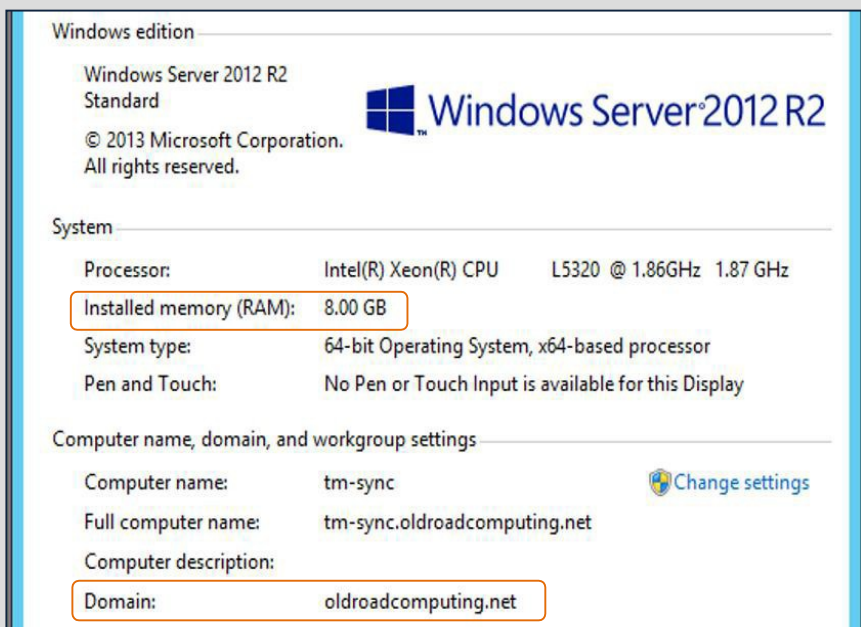 Windows edition
Windows Server 2012 R2
Standard
© 2013 Microsoft Corporation.
All rights reserved.
Windows Server®2012 R2
™
System
Processor: Intel(R) Xeon(R) CPU L5320 @ 1.86GHz 1.87 GHz
Installed memory (RAM): 8.00 GB
System type: 64-bit Operating System, x64-based processor
Pen and Touch: No Pen or Touch Input is available for this Display
Computer name, domain, and workgroup settings
Computer name: tm-sync Change settings
Full computer name: tm-sync.oldroadcomputing.net
Computer description:
Domain: oldroadcomputing.net